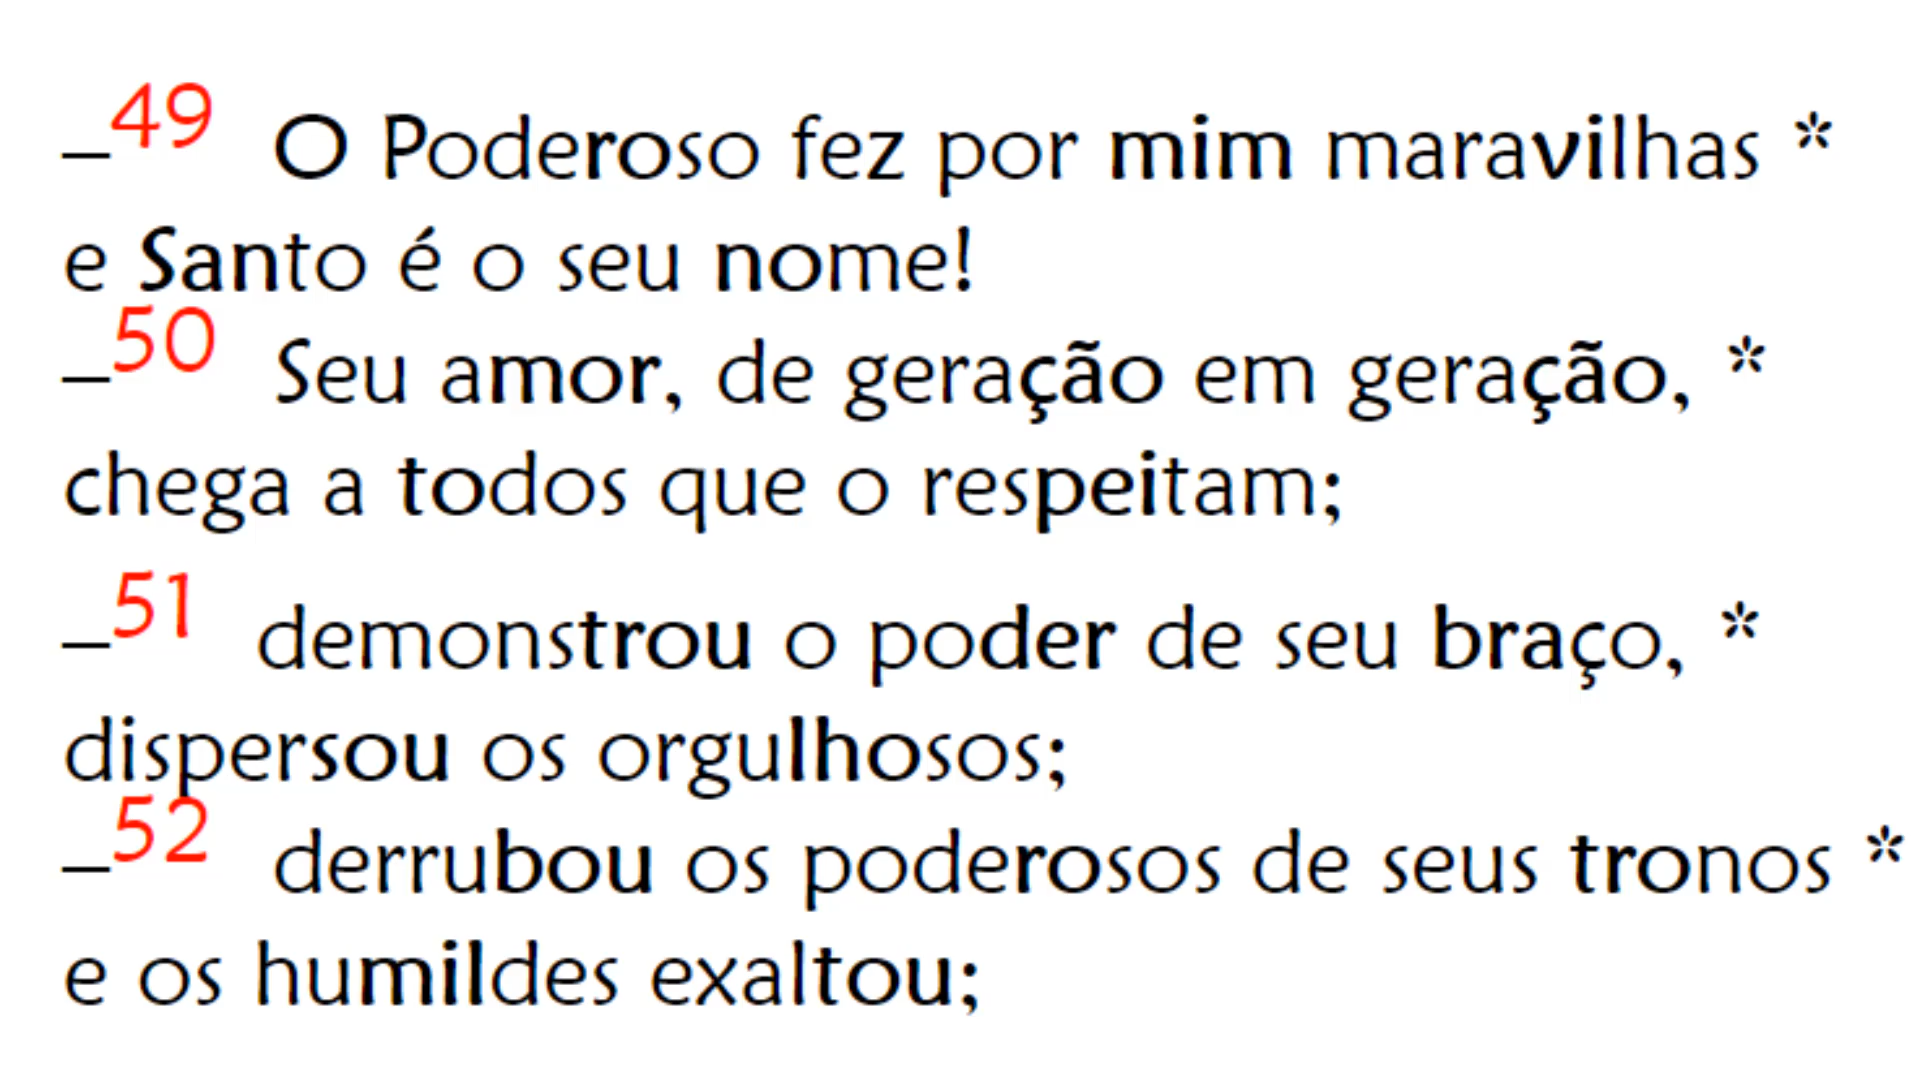 –49 O Poderoso fez por mim maravilhas *
e Santo é o seu nome!
–50 Seu amor, de geração em geração, *
chega a todos que o respeitam;
–51 demonstrou o poder de seu braço, *
dispersou os orgulhosos;
–52 derrubou os poderosos de seus tronos *
e os humildes exaltou;